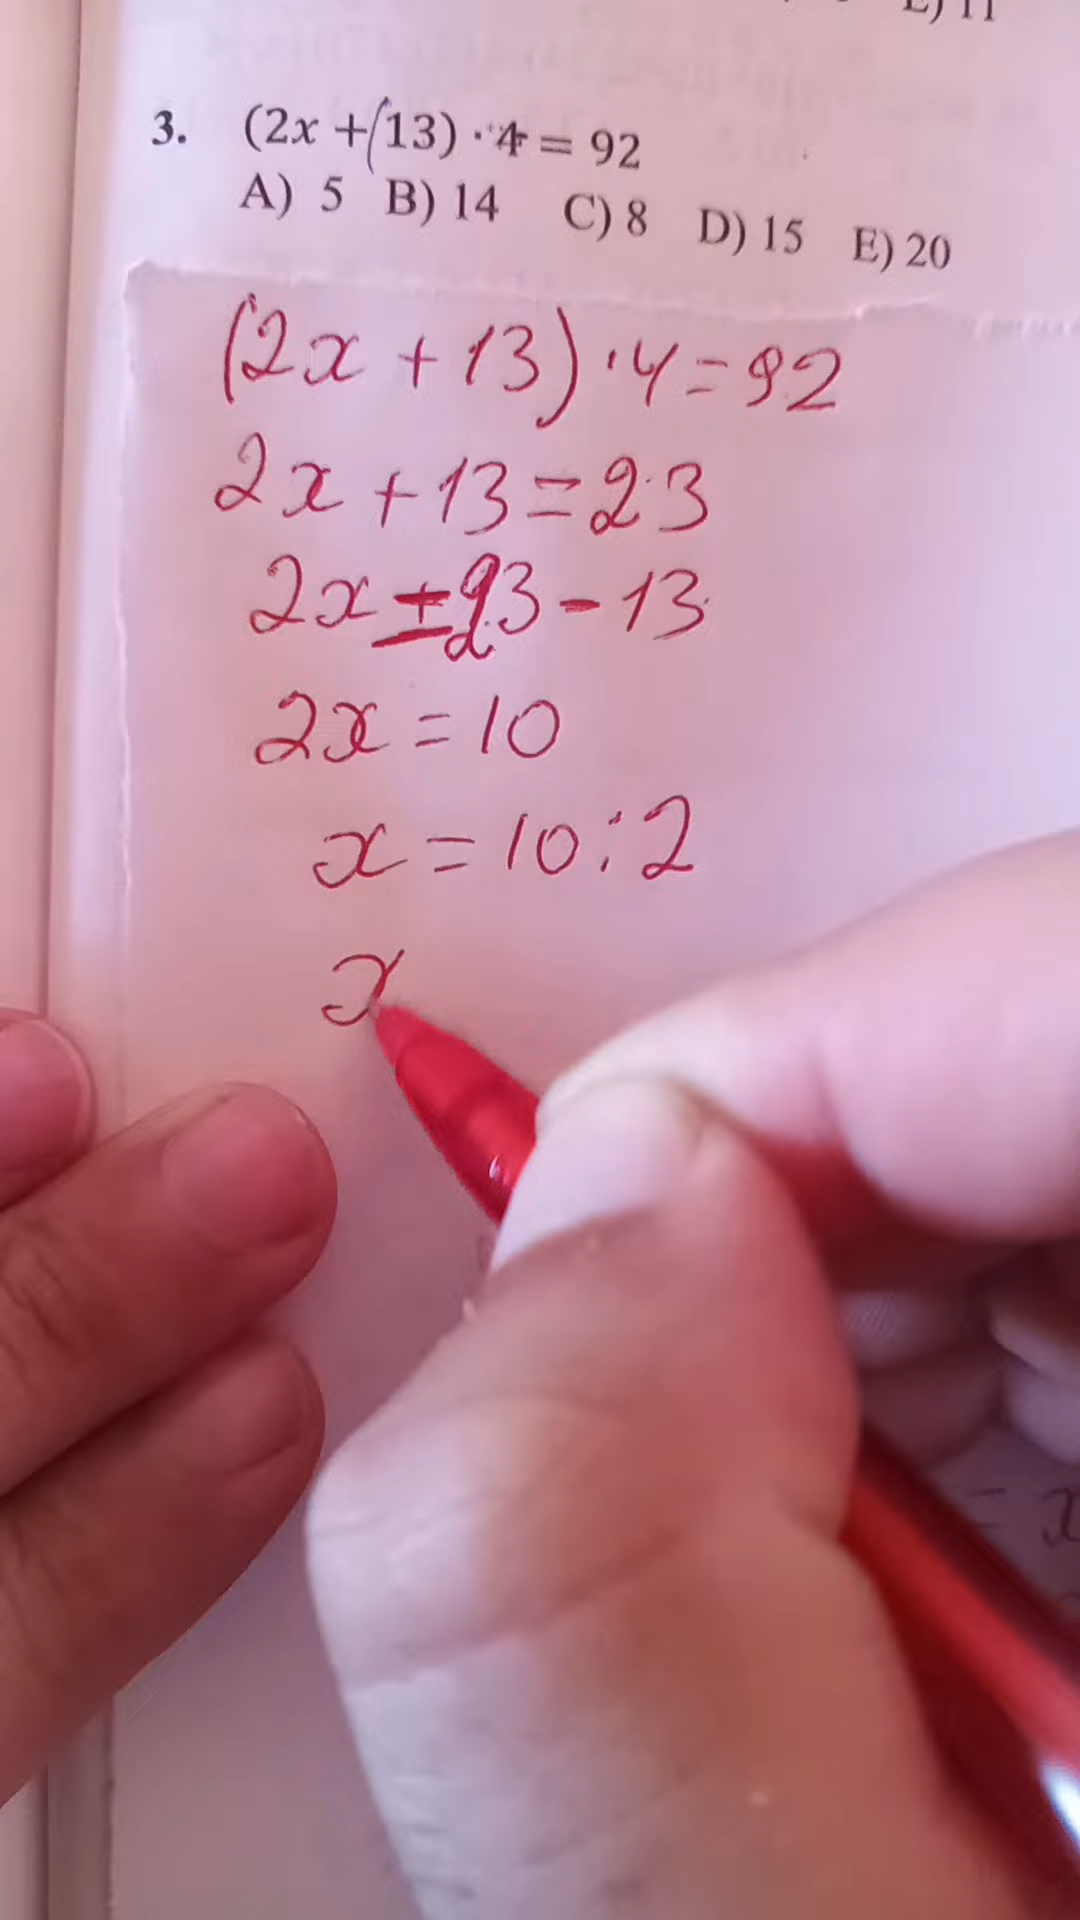 3. (2x + (13) · 4 = 92
A) 5 B) 14 C) 8 D) 15 E) 20
(2x + 13) · 4 = 92
2x + 13 = 23
2x = 23 - 13
2x = 10
x = 10 : 2
x
= x